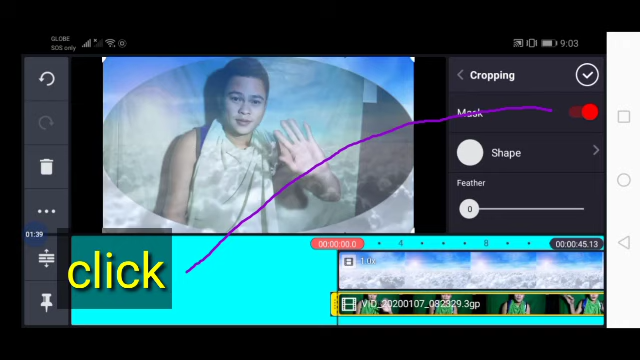 GLOBE
SOS only
9:03
Cropping
Mask
Shape
Feather
0
01:39
click
00:00:00.0
4
8
00:00:45.13
1.0x
VID_20200107_082329.3gp